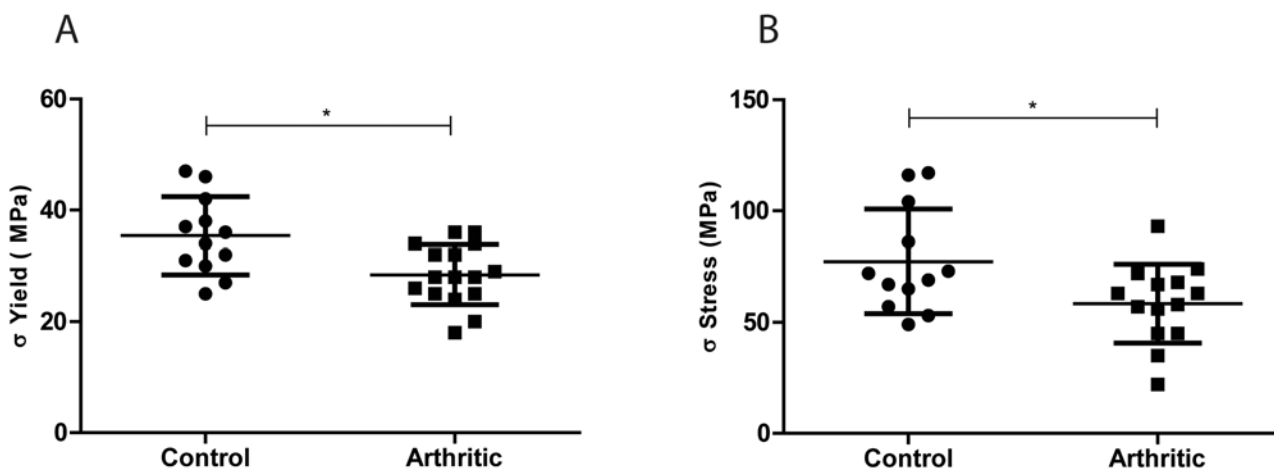 A
60
40
20
0
σ Yield ( MPa)
*
Control
Arthritic
B
150
100
50
0
σ Stress (MPa)
*
Control
Arthritic